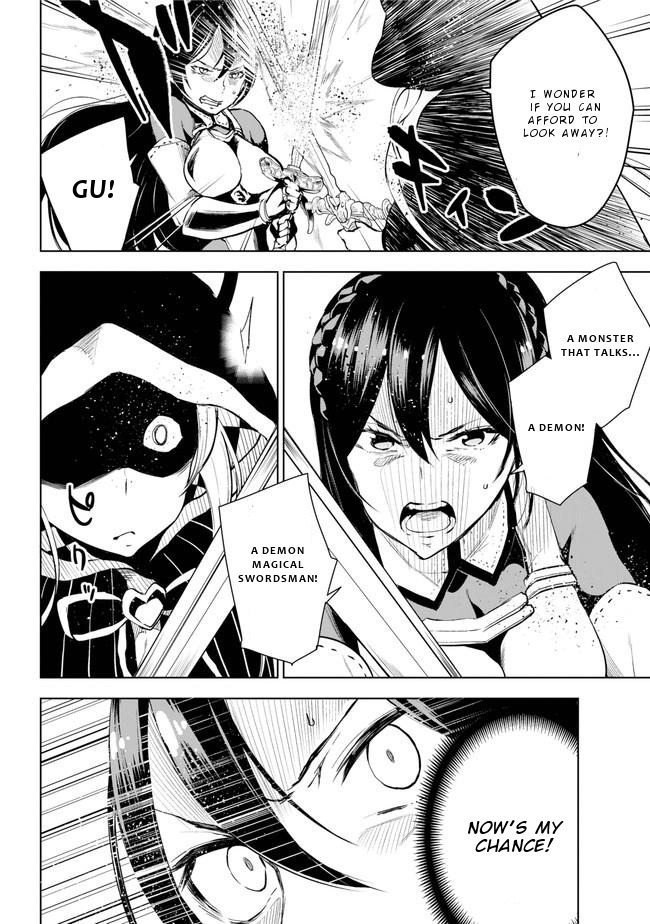 I WONDER
IF YOU CAN
AFFORD TO
LOOK AWAY?!
GU!
ギィン
A MONSTER
THAT TALKS...
A DEMON!
A DEMON
MAGICAL
SWORDSMAN!
NOW'S MY
CHANCE!